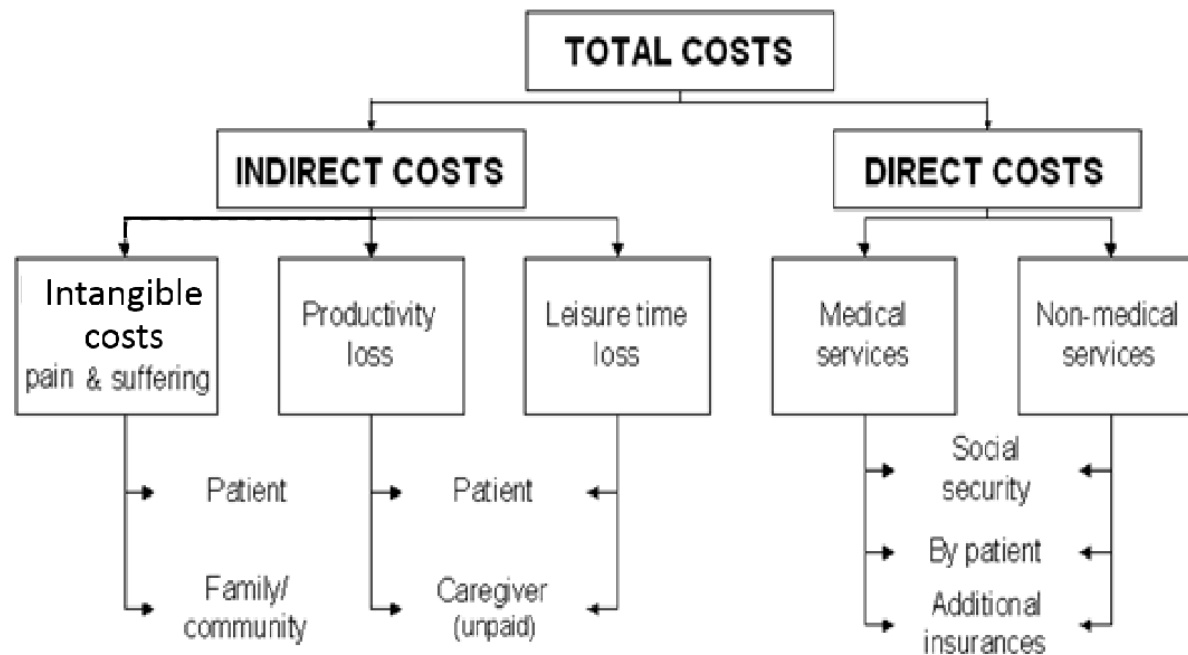 TOTAL COSTS
INDIRECT COSTS
DIRECT COSTS
Intangible
costs
pain & suffering
Productivity
loss
Leisure time
loss
Medical
services
Non-medical
services
Patient
Family/
community
Patient
Caregiver
(unpaid)
Social
security
By patient
Additional
insurances